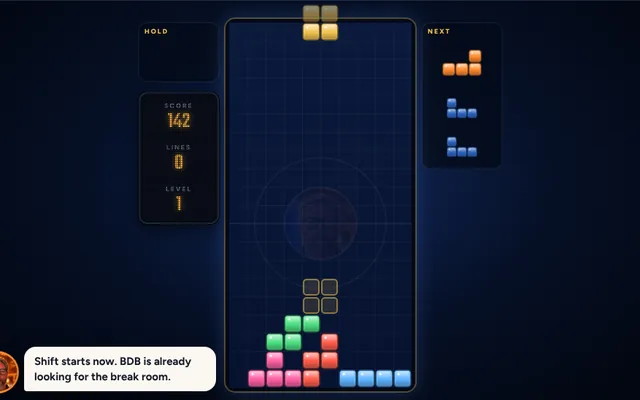 HOLD
SCORE
142
LINES
0
LEVEL
1
NEXT
Shift starts now. BDB is already
looking for the break room.